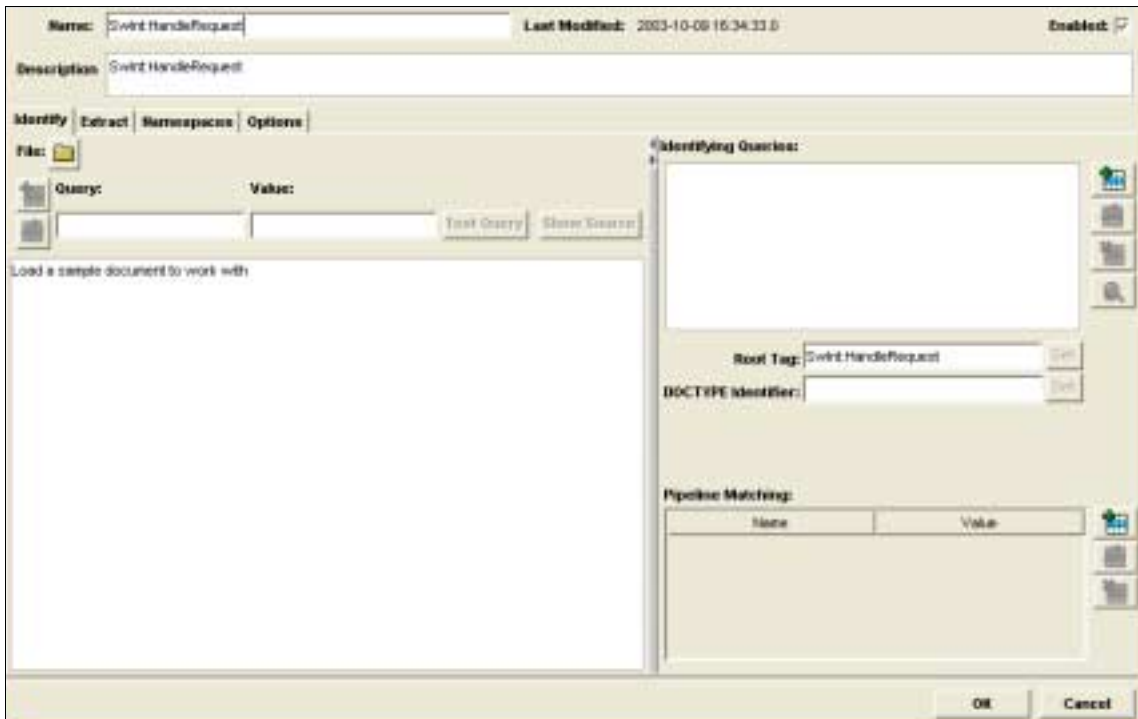 Name: SwInt.HandleRequest Last Modified: 2003-10-09 16:34:33.0 Enabled:
Description SwInt.HandleRequest
Identify Extract Namespaces Options
File:
Identifying Queries:
Query: Value:
Test Query Show Source
Load a sample document to work with
Root Tag: SwInt.HandleRequest Set
DOCTYPE Identifier: Set
Pipeline Matching:
Name Value
OK Cancel